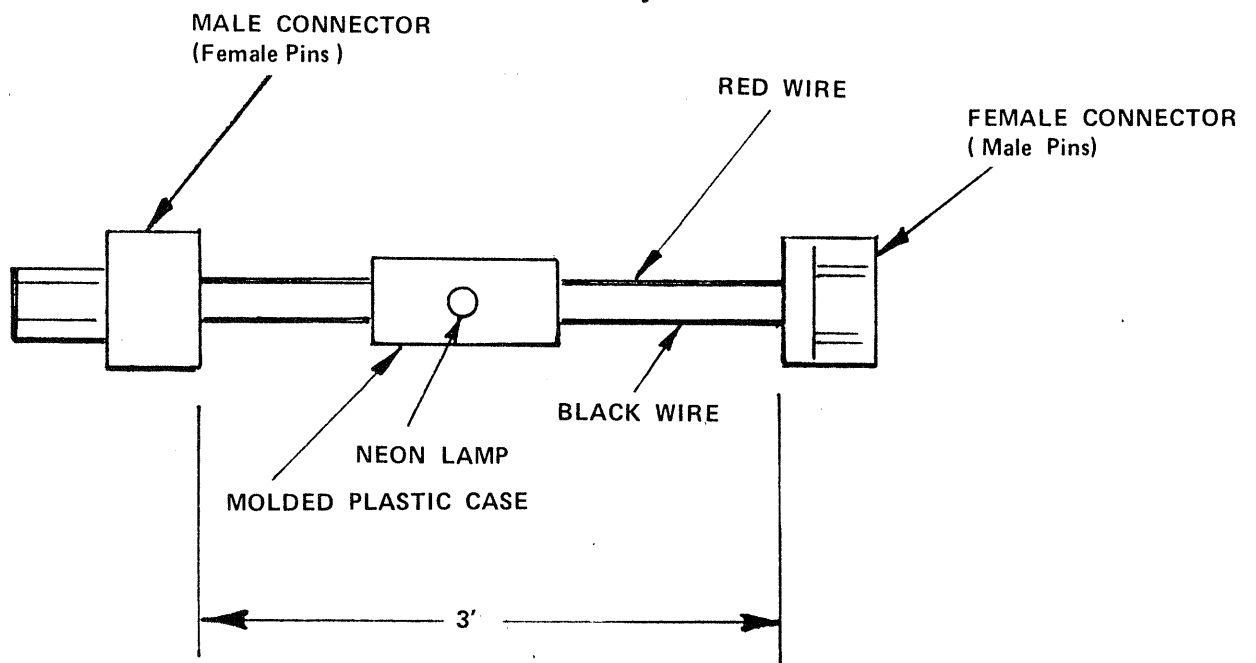 MALE CONNECTOR
(Female Pins)
RED WIRE
FEMALE CONNECTOR
( Male Pins)
BLACK WIRE
NEON LAMP
MOLDED PLASTIC CASE
3'